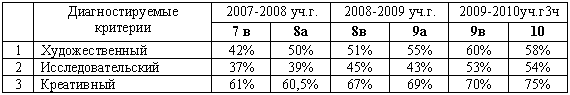 Диагностируемые критерии 2007-2008 уч.г. 2008-2009 уч.г. 2009-2010уч.г3ч
7 в 8а 8в 9а 9в 10
1 Художественный 42% 50% 51% 55% 60% 58%
2 Исследовательский 37% 39% 45% 43% 53% 54%
3 Креативный 61% 60,5% 67% 69% 70% 75%